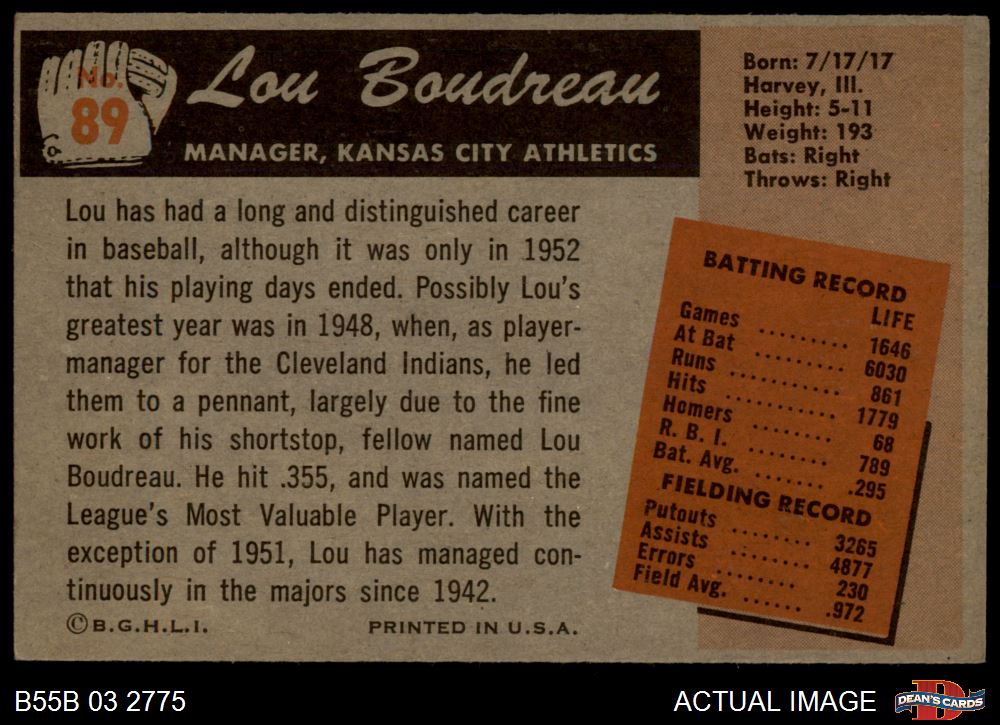 No.
89
Lou Boudreau
MANAGER, KANSAS CITY ATHLETICS
Born: 7/17/17
Harvey, Ill.
Height: 5-11
Weight: 193
Bats: Right
Throws: Right
Lou has had a long and distinguished career
in baseball, although it was only in 1952
that his playing days ended. Possibly Lou's
greatest year was in 1948, when, as player-
manager for the Cleveland Indians, he led
them to a pennant, largely due to the fine
work of his shortstop, fellow named Lou
Boudreau. He hit .355, and was named the
League's Most Valuable Player. With the
exception of 1951, Lou has managed con-
tinuously in the majors since 1942.
©B.G.H.L.I. PRINTED IN U.S.A.
BATTING RECORD
LIFE
Games ......... 1646
At Bat ......... 6030
Runs ........... 861
Hits ........... 1779
Homers ........ 68
R. B. I. ........ 789
Bat. Avg. ....... .295
FIELDING RECORD
Putouts ........ 3265
Assists ........ 4877
Errors ........ 230
Field Avg. ...... .972
B55B 03 2775
ACTUAL IMAGE
DEAN'S CARDS